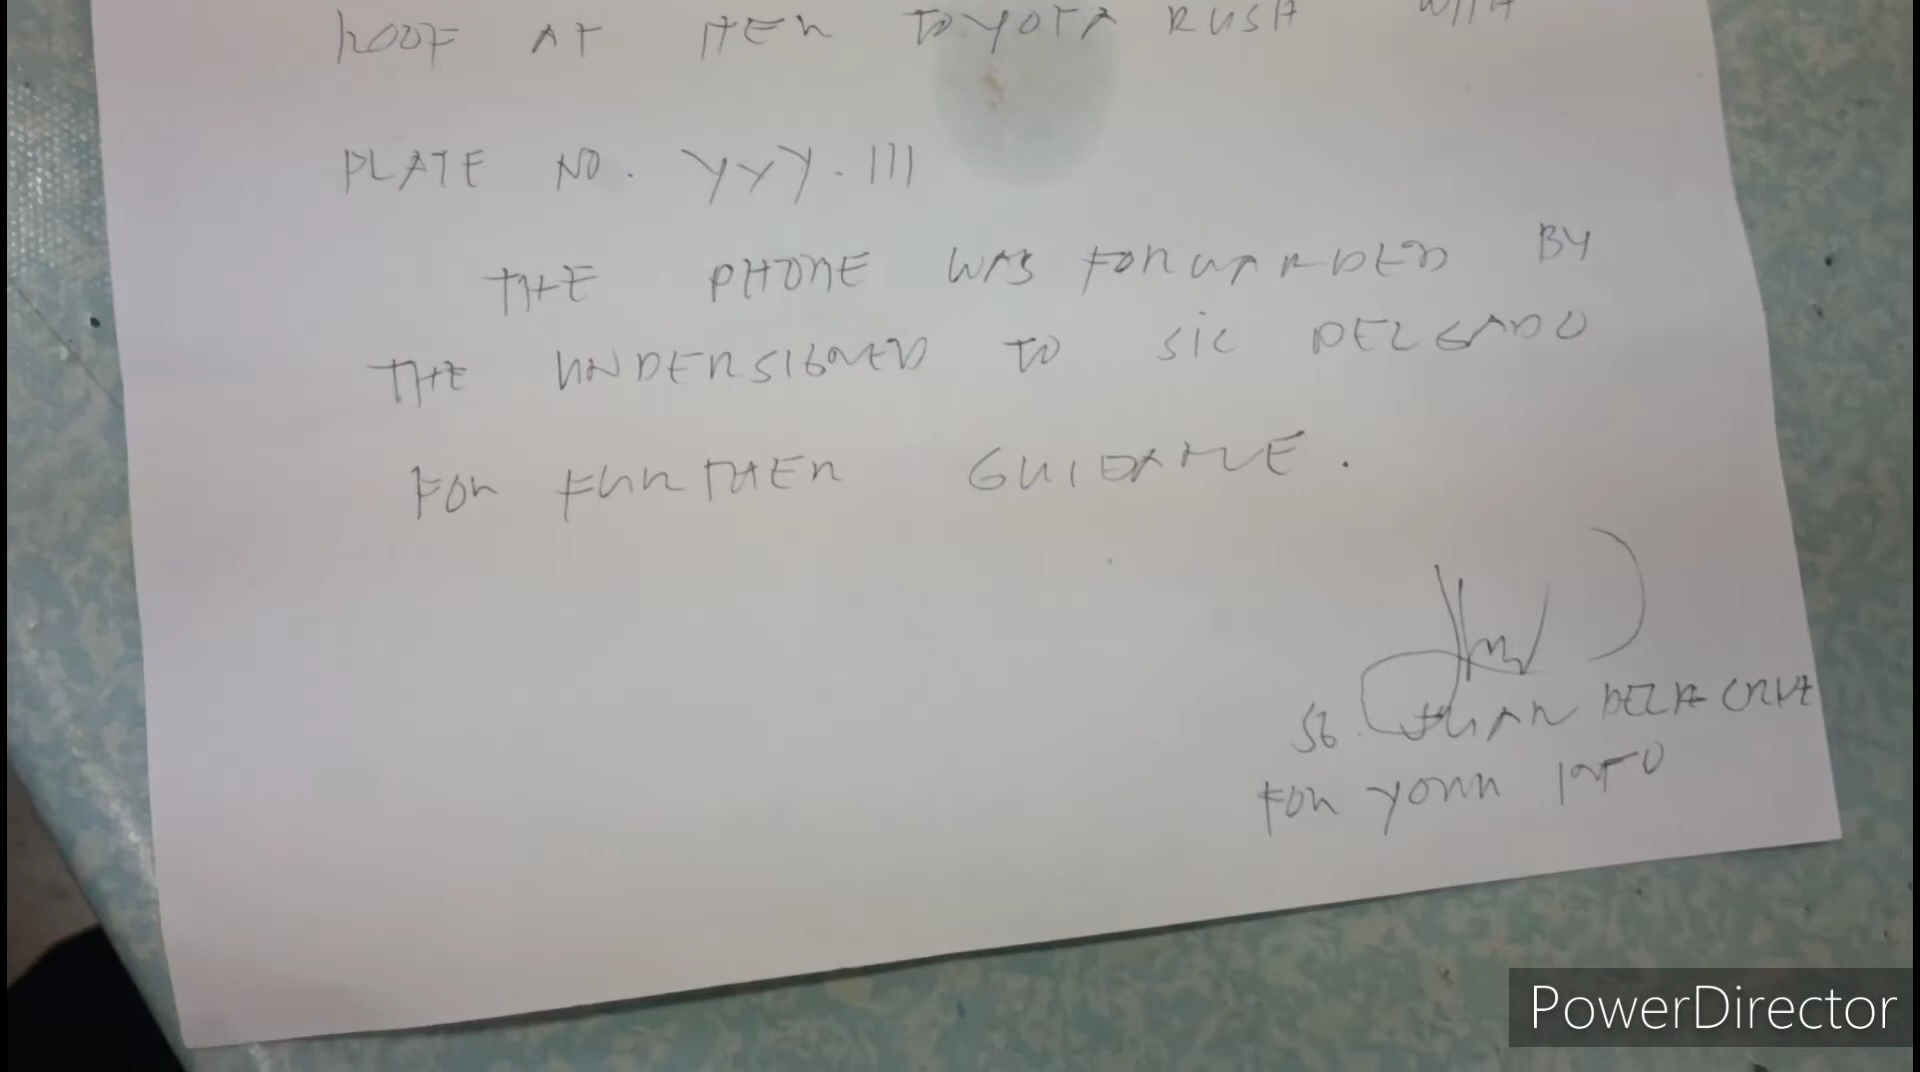 ROOF AT HER TOYOTA RUSH WITH
PLATE NO. YYY.111
THE PHONE WAS FORWARDED BY
THE UNDERSIGNED TO SIC DELGADO
FOR FURTHER GUIDANCE.
SG. JUAN DELA CRUZ
FOR YOUR INFO
PowerDirector